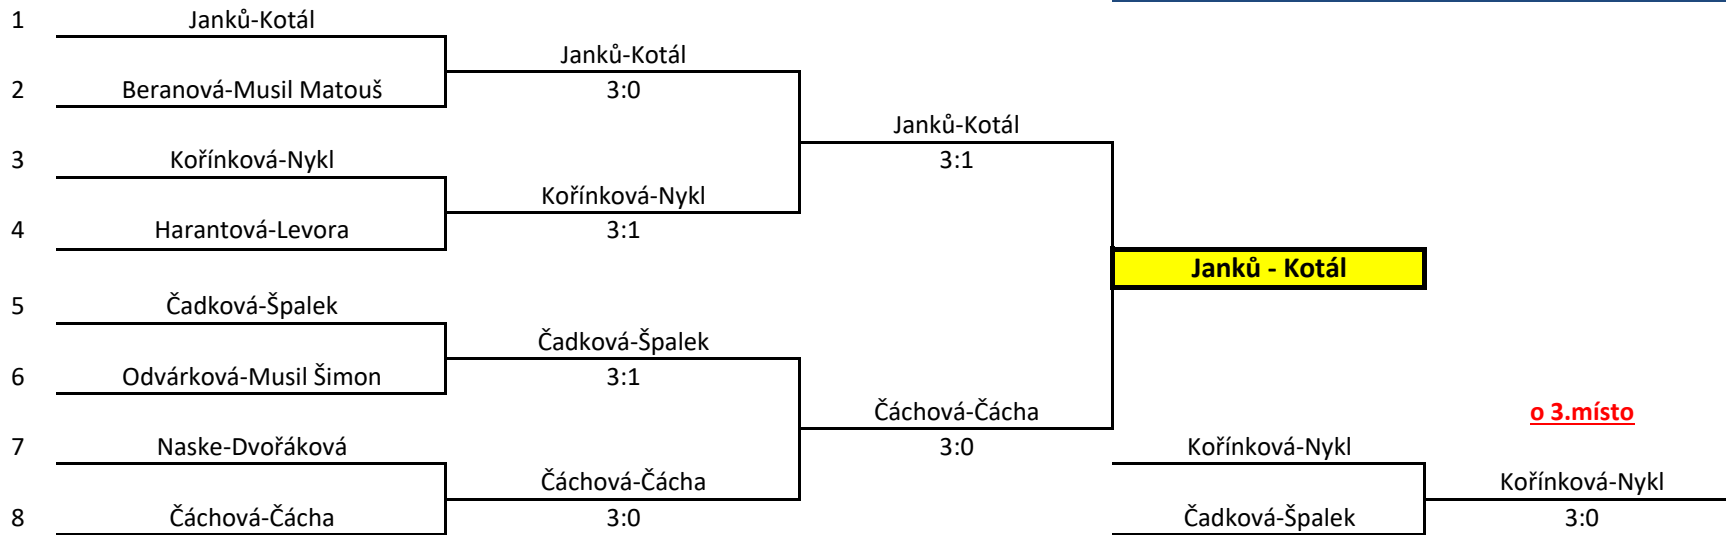 1 Janků-Kotál
Janků-Kotál
2 Beranová-Musil Matouš 3:0
Janků-Kotál
3 Kořínková-Nykl 3:1
Kořínková-Nykl
4 Harantová-Levora 3:1
Janků - Kotál
5 Čadková-Špalek
Čadková-Špalek
6 Odvárková-Musil Šimon 3:1
Čáchová-Čácha o 3.místo
7 Naske-Dvořáková 3:0 Kořínková-Nykl
Čáchová-Čácha Kořínková-Nykl
8 Čáchová-Čácha 3:0 Čadková-Špalek 3:0